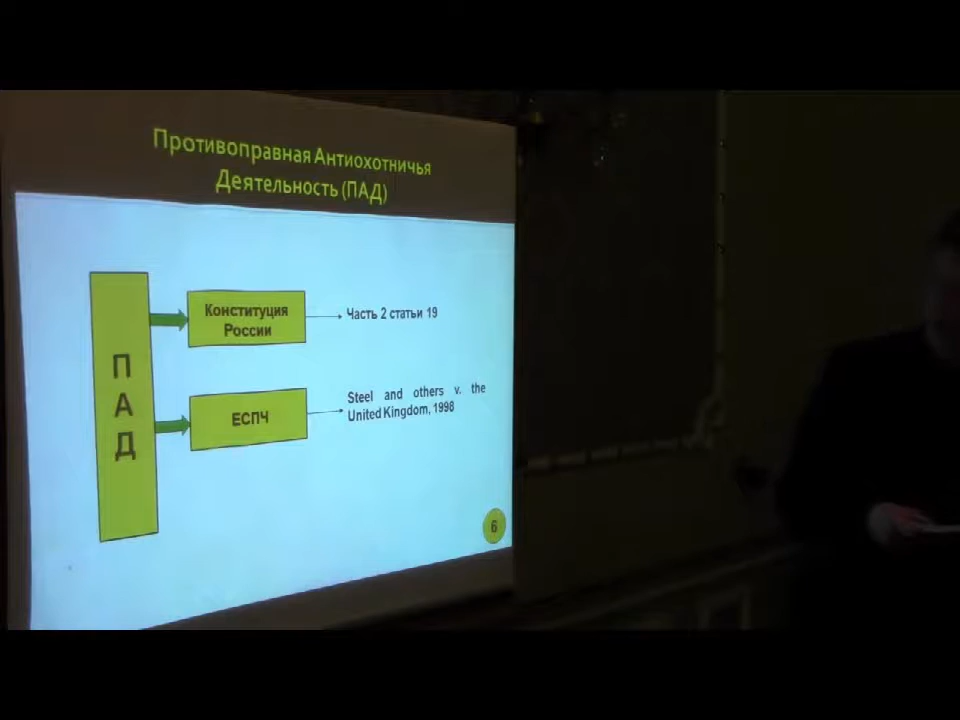 Противоправная Антиохотничья
Деятельность (ПАД)
П
А
Д
Конституция
России
Часть 2 статьи 19
ЕСПЧ
Steel and others v. the
United Kingdom, 1998
6